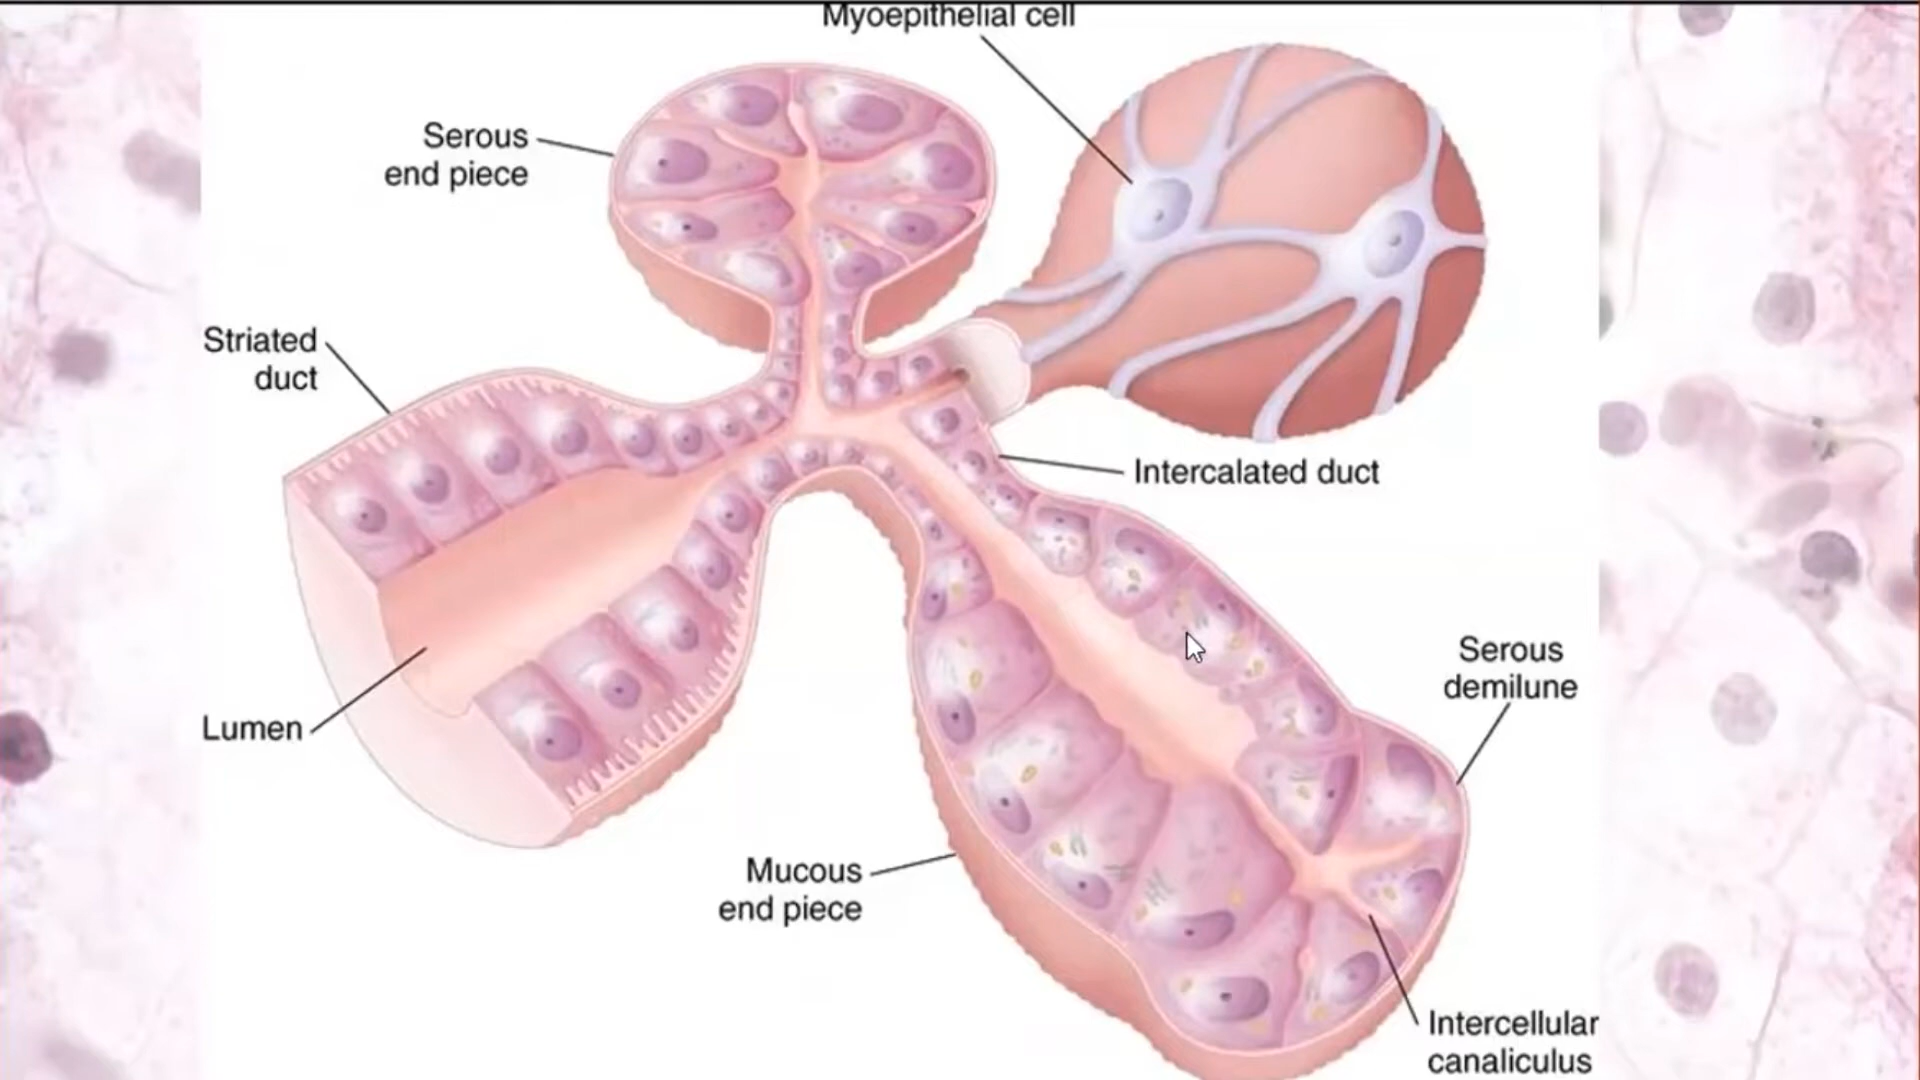 Myoepithelial cell
Serous
end piece
Striated
duct
Intercalated duct
Serous
demilune
Lumen
Mucous
end piece
Intercellular
canaliculus